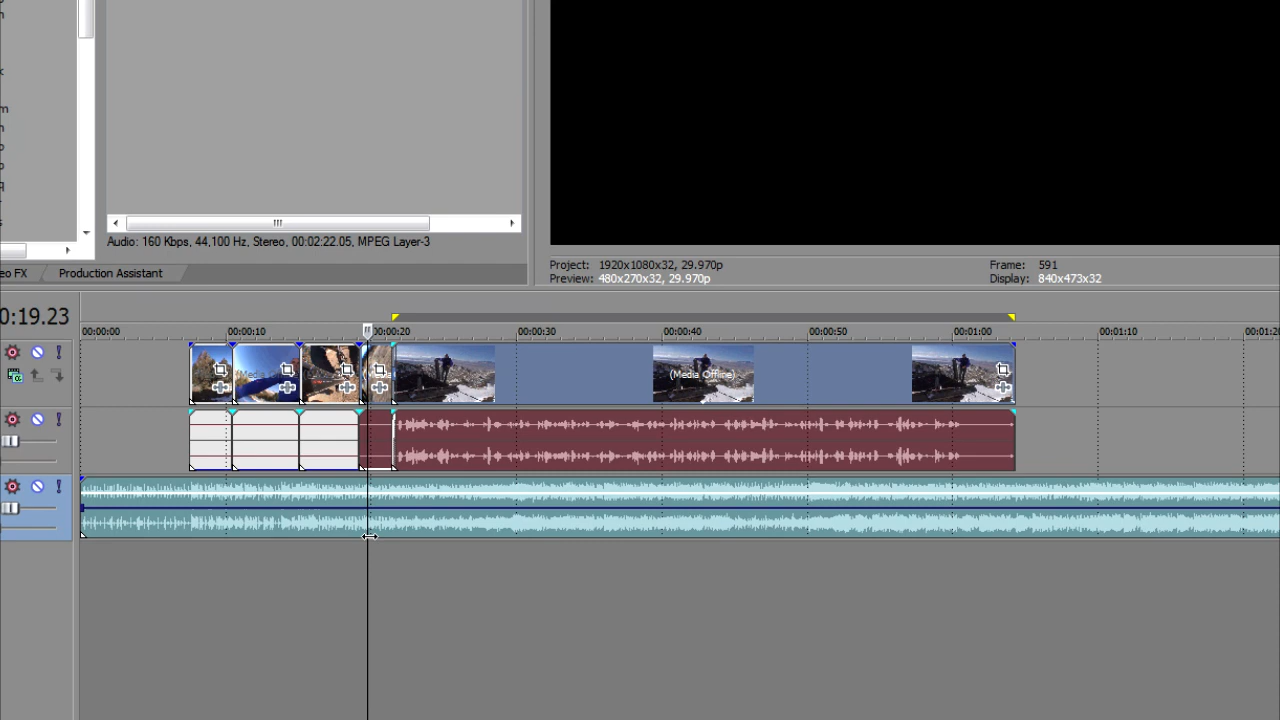 k
m
q
s
Audio: 160 Kbps, 44,100 Hz, Stereo, 00:02:22.05, MPEG Layer-3
eo FX
Production Assistant
Project: 1920x1080x32, 29.970p
Frame: 591
Preview: 480x270x32, 29.970p
Display: 840x473x32
0:19.23
00:00:00
00:00:10
00:00:20
00:00:30
00:00:40
00:00:50
00:01:00
00:01:10
00:01:20
(Media Offline)